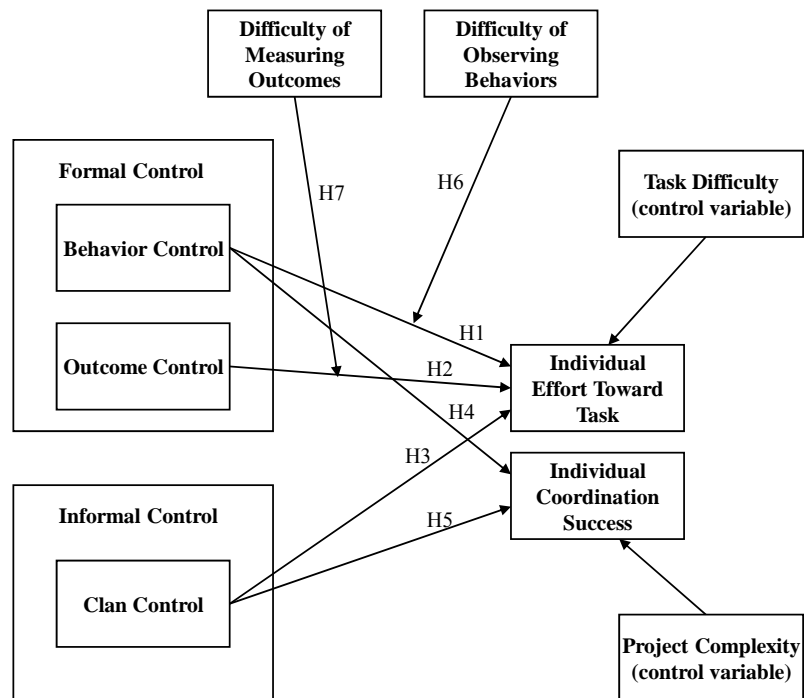 Difficulty of
Measuring
Outcomes
Difficulty of
Observing
Behaviors
Formal Control
H7
H6
Task Difficulty
(control variable)
Behavior Control
H1
Outcome Control
H2
Individual
Effort Toward
Task
H4
H3
Individual
Coordination
Success
Informal Control
H5
Clan Control
Project Complexity
(control variable)